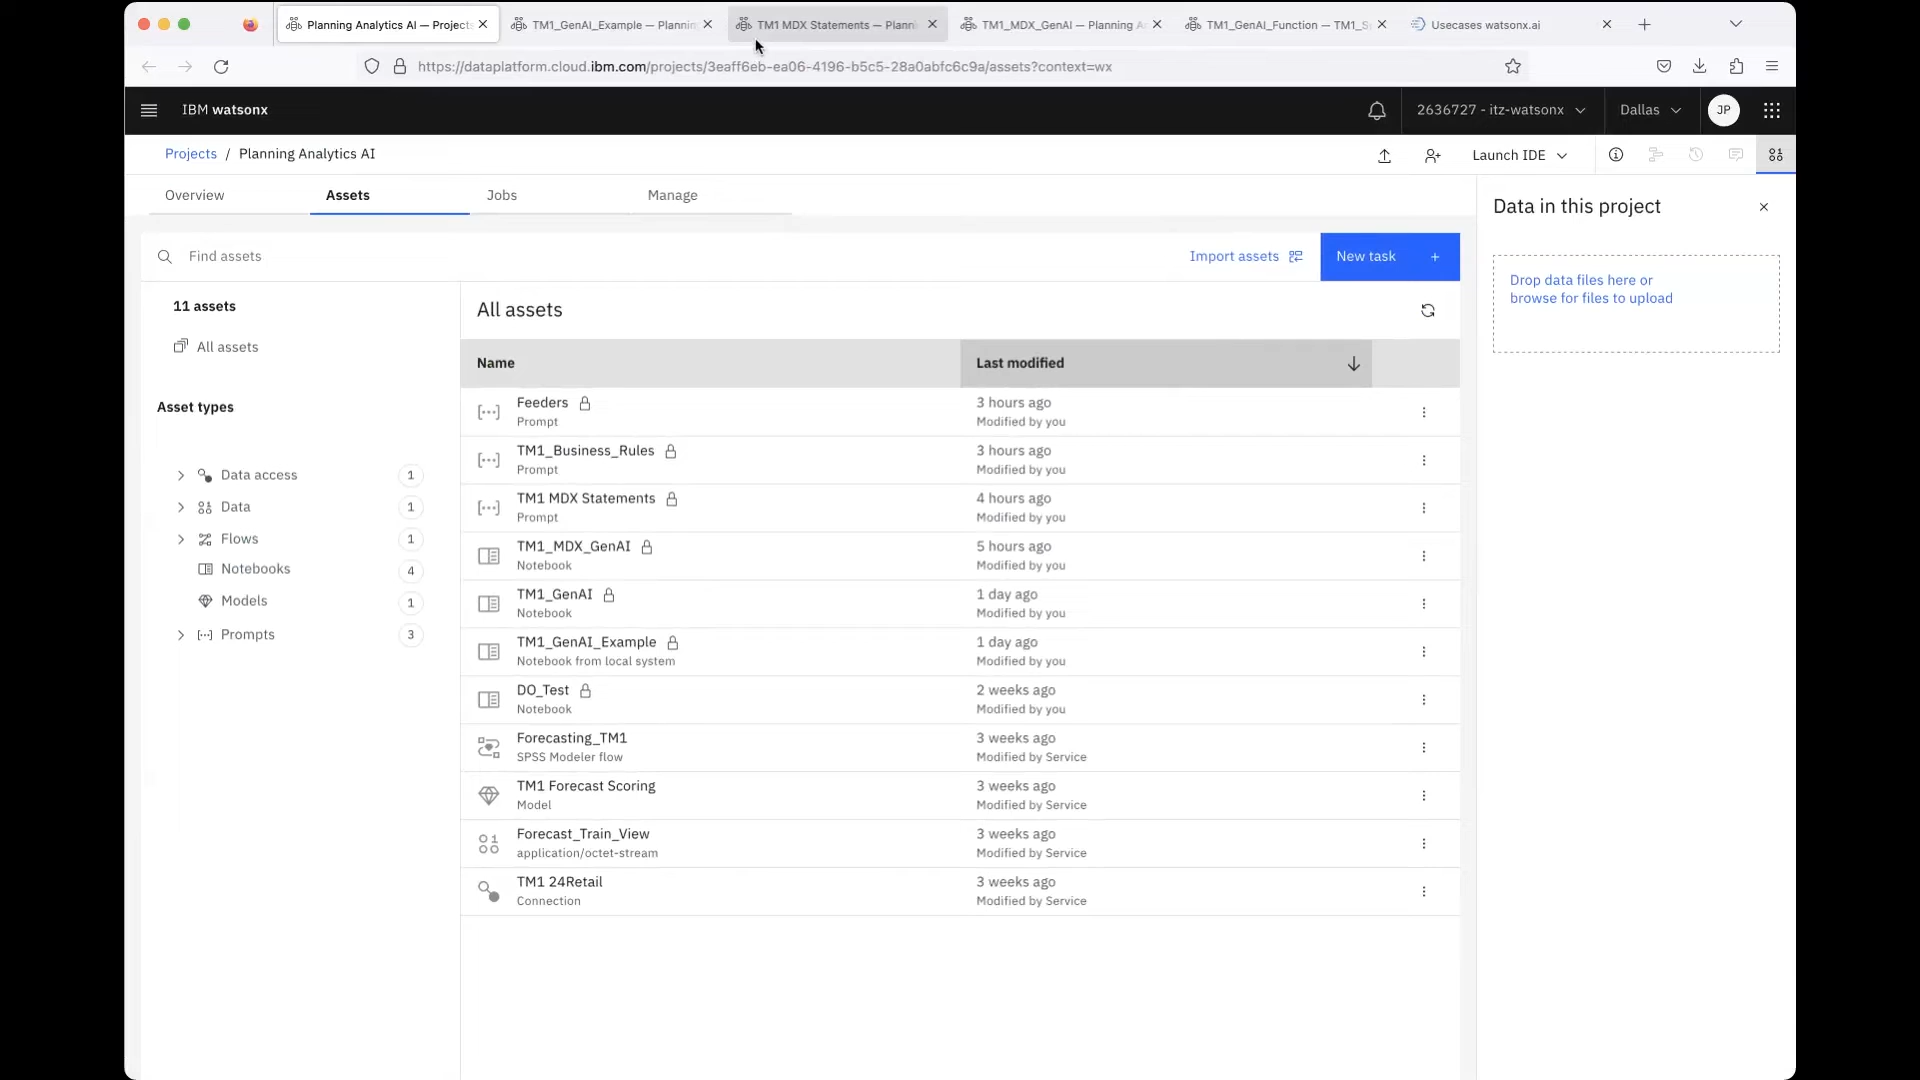 Planning Analytics AI — Projects
TM1_GenAI_Example — Plannin
TM1 MDX Statements — Planni
TM1_MDX_GenAI — Planning A
TM1_GenAI_Function — TM1_S
Usecases watsonx.ai
https://dataplatform.cloud.ibm.com/projects/3eaff6eb-ea06-4196-b5c5-28a0abfc6c9a/assets?context=wx
IBM watsonx
2636727 - itz-watsonx
Dallas
JP
Projects / Planning Analytics AI
Launch IDE
Overview
Assets
Jobs
Manage
Data in this project
Find assets
Import assets
New task +
Drop data files here or
browse for files to upload
11 assets
All assets
Asset types
Data access 1
Data 1
Flows 1
Notebooks 4
Models 1
Prompts 3
All assets
Name
Last modified
Feeders
Prompt
3 hours ago
Modified by you
TM1_Business_Rules
Prompt
3 hours ago
Modified by you
TM1 MDX Statements
Prompt
4 hours ago
Modified by you
TM1_MDX_GenAI
Notebook
5 hours ago
Modified by you
TM1_GenAI
Notebook
1 day ago
Modified by you
TM1_GenAI_Example
Notebook from local system
1 day ago
Modified by you
DO_Test
Notebook
2 weeks ago
Modified by you
Forecasting_TM1
SPSS Modeler flow
3 weeks ago
Modified by Service
TM1 Forecast Scoring
Model
3 weeks ago
Modified by Service
Forecast_Train_View
application/octet-stream
3 weeks ago
Modified by Service
TM1 24Retail
Connection
3 weeks ago
Modified by Service